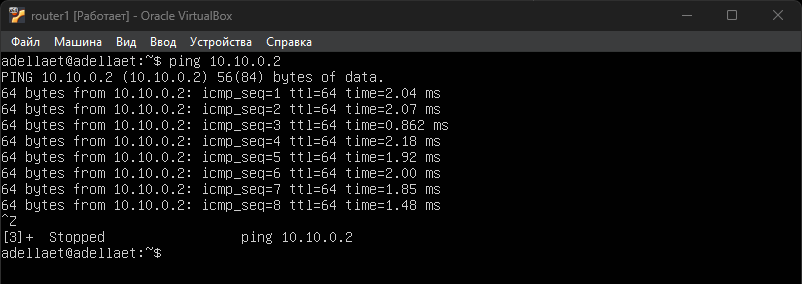 router1 [Работает] - Oracle VirtualBox
Файл Машина Вид Ввод Устройства Справка
adellaet@adellaet:~$ ping 10.10.0.2
PING 10.10.0.2 (10.10.0.2) 56(84) bytes of data.
64 bytes from 10.10.0.2: icmp_seq=1 ttl=64 time=2.04 ms
64 bytes from 10.10.0.2: icmp_seq=2 ttl=64 time=2.07 ms
64 bytes from 10.10.0.2: icmp_seq=3 ttl=64 time=0.862 ms
64 bytes from 10.10.0.2: icmp_seq=4 ttl=64 time=2.18 ms
64 bytes from 10.10.0.2: icmp_seq=5 ttl=64 time=1.92 ms
64 bytes from 10.10.0.2: icmp_seq=6 ttl=64 time=2.00 ms
64 bytes from 10.10.0.2: icmp_seq=7 ttl=64 time=1.85 ms
64 bytes from 10.10.0.2: icmp_seq=8 ttl=64 time=1.48 ms
^Z
[3]+  Stopped                 ping 10.10.0.2
adellaet@adellaet:~$